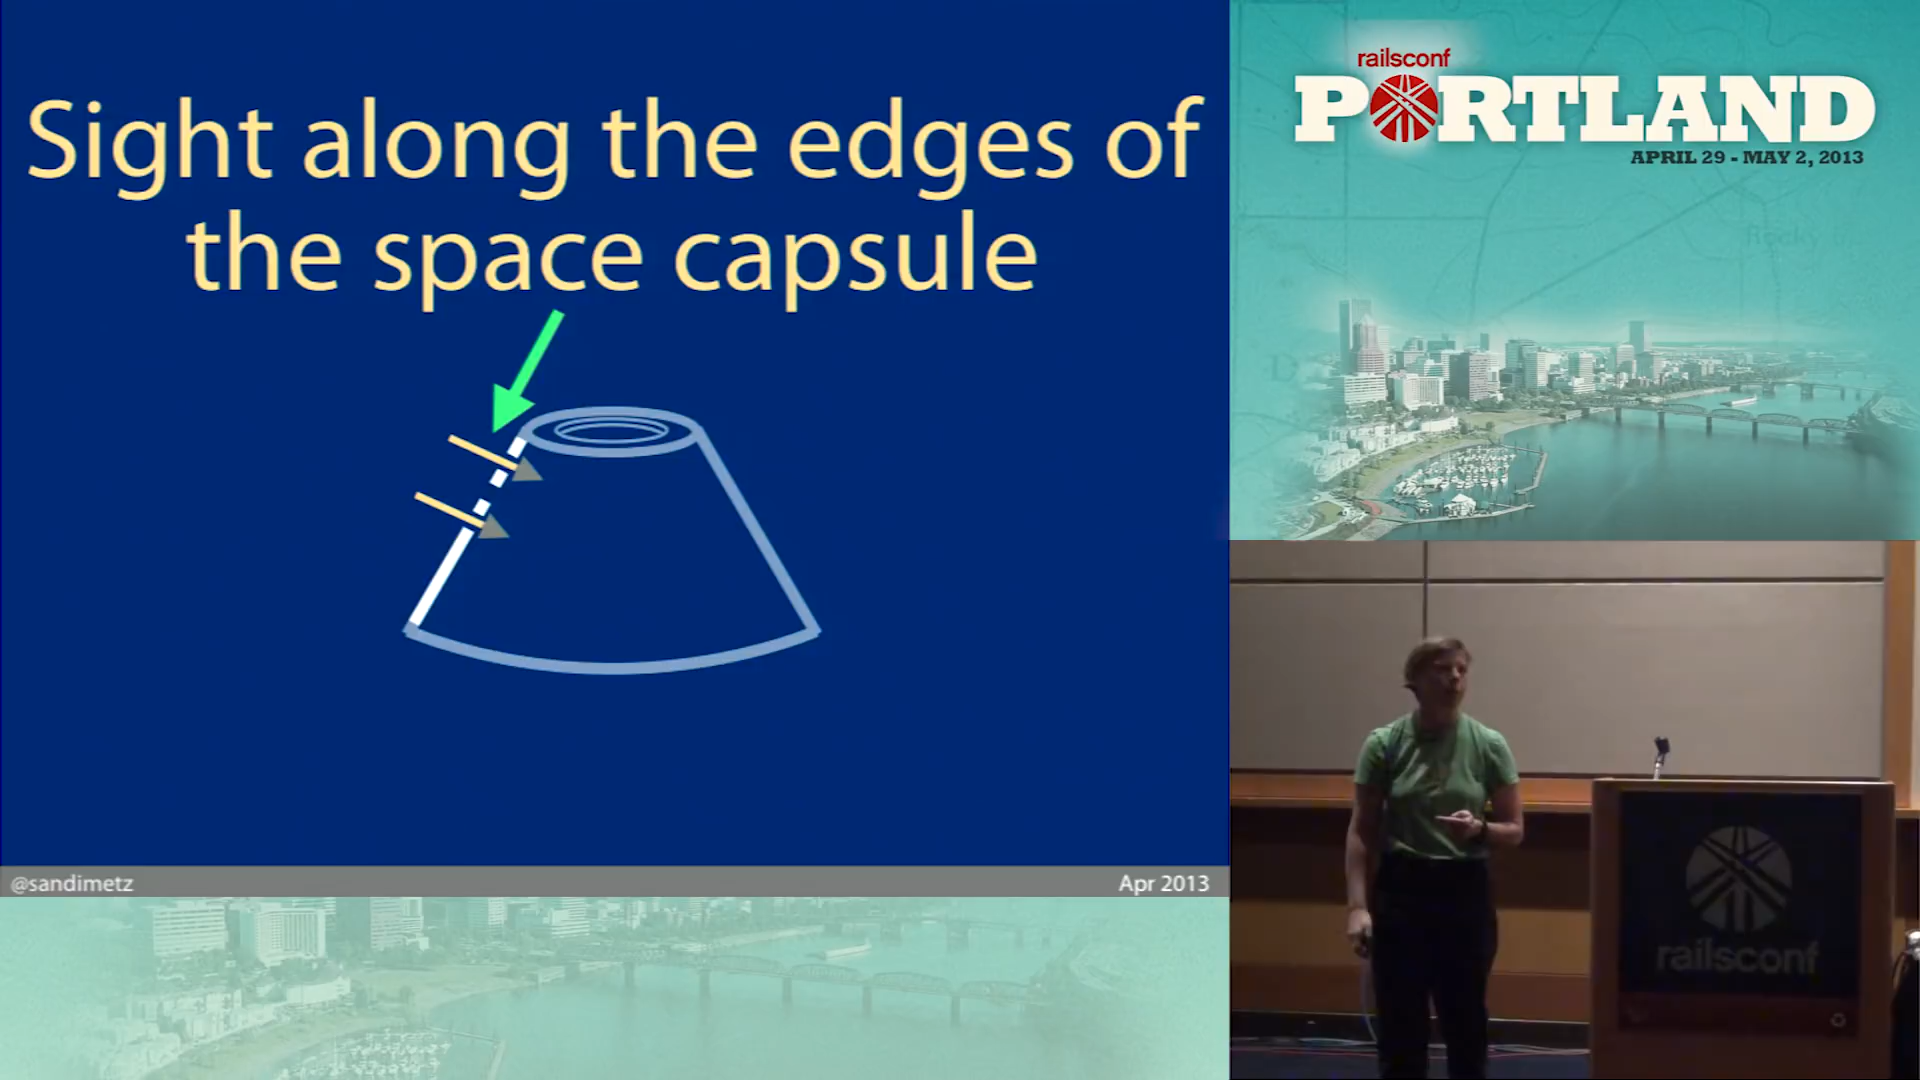 Sight along the edges of
the space capsule
@sandimetz
Apr 2013
railsconf
PORTLAND
APRIL 29 - MAY 2, 2013
railsconf